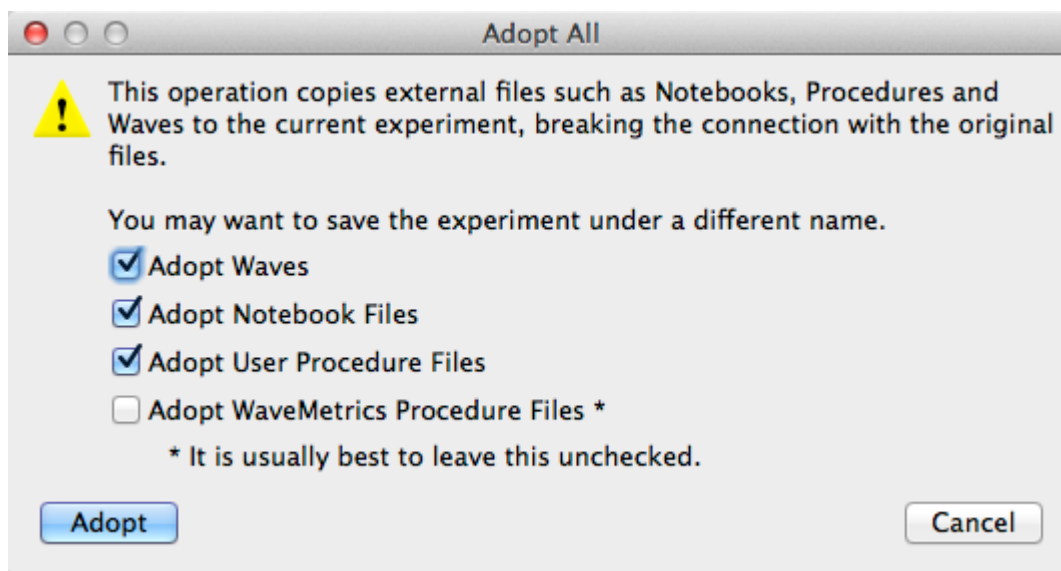 Adopt All
This operation copies external files such as Notebooks, Procedures and
Waves to the current experiment, breaking the connection with the original
files.
You may want to save the experiment under a different name.
Adopt Waves
Adopt Notebook Files
Adopt User Procedure Files
Adopt WaveMetrics Procedure Files *
* It is usually best to leave this unchecked.
Adopt
Cancel